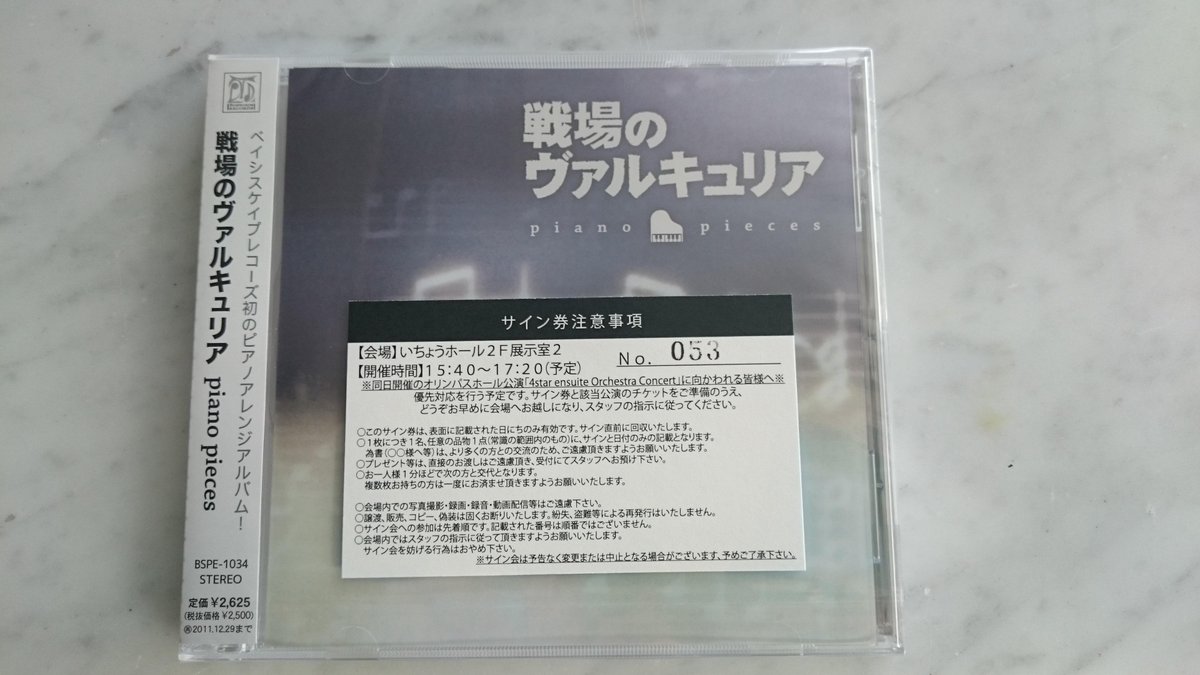 ベイシスケイプレコーズ初のピアノアレンジアルバム！
戦場のヴァルキュリア piano pieces
BSPE-1034
STEREO
定価￥2,625
(税抜価格￥2,500)
2011.12.29まで
戦場の
ヴァルキュリア
piano pieces
サイン券注意事項
【会場】いちょうホール２F展示室２
No. 053
【開催時間】15:40〜17:20(予定)
※同日開催のオリンパスホール公演｢4star ensuite Orchestra Concert｣に向かわれる皆様へ※
優先対応を行う予定です。サイン券と該当公演のチケットをご準備のうえ、
どうぞお早めに会場へお越しになり、スタッフの指示に従ってください。
○このサイン券は、表面に記載された日にちのみ有効です。サイン直前に回収いたします。
○１枚につき１名、任意の品物１点(常識の範囲内のもの)に、サインと日付のみの記載となります。
為書(○○様へ等)は、より多くの方との交流のため、ご遠慮頂きますようお願いいたします。
○プレゼント等は、直接のお渡しはご遠慮頂き、受付にてスタッフへお預け下さい。
○お一人様１分ほどで次の方と交代となります。
複数枚お持ちの方は一度にお済ませ頂きますようお願いいたします。
○会場内での写真撮影・録画・録音・動画配信等はご遠慮下さい。
○譲渡、販売、コピー、偽装は固くお断りいたします。紛失、盗難等による再発行はいたしません。
○サイン会への参加は先着順です。記載された番号は順番ではございません。
○会場内ではスタッフの指示に従って頂きますようお願いいたします。
サイン会を妨げる行為はおやめ下さい。
※サイン会は予告なく変更または中止となる場合がございます、予めご了承下さい。